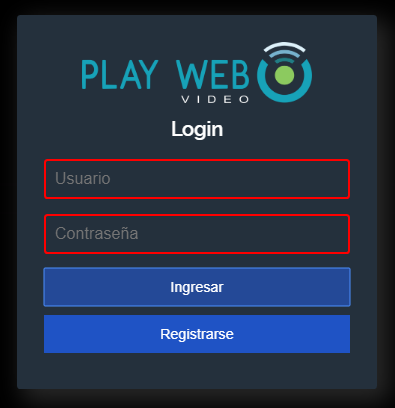 PLAY WEB
VIDEO
Login
Usuario
Contraseña
Ingresar
Registrarse